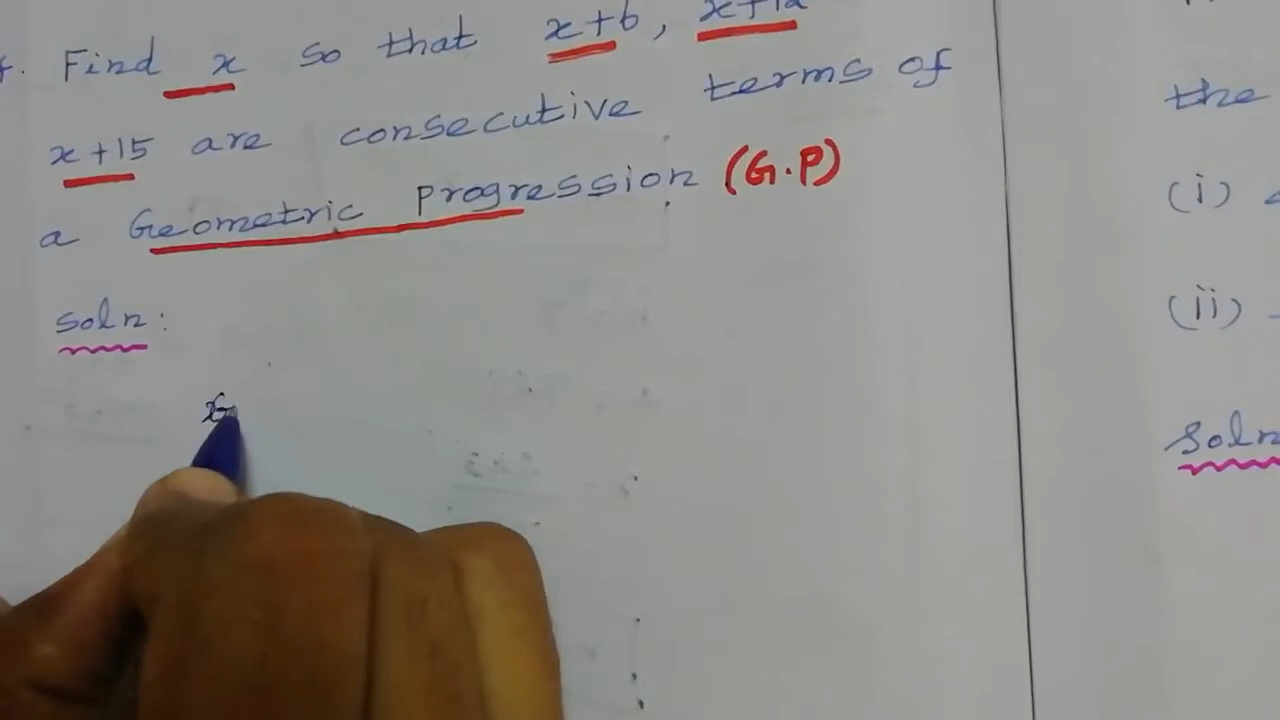 Find x so that x+6, x+12
x+15 are consecutive terms of
a Geometric Progression (G.P)
Soln:
x
the
(i)
(ii)
Soln